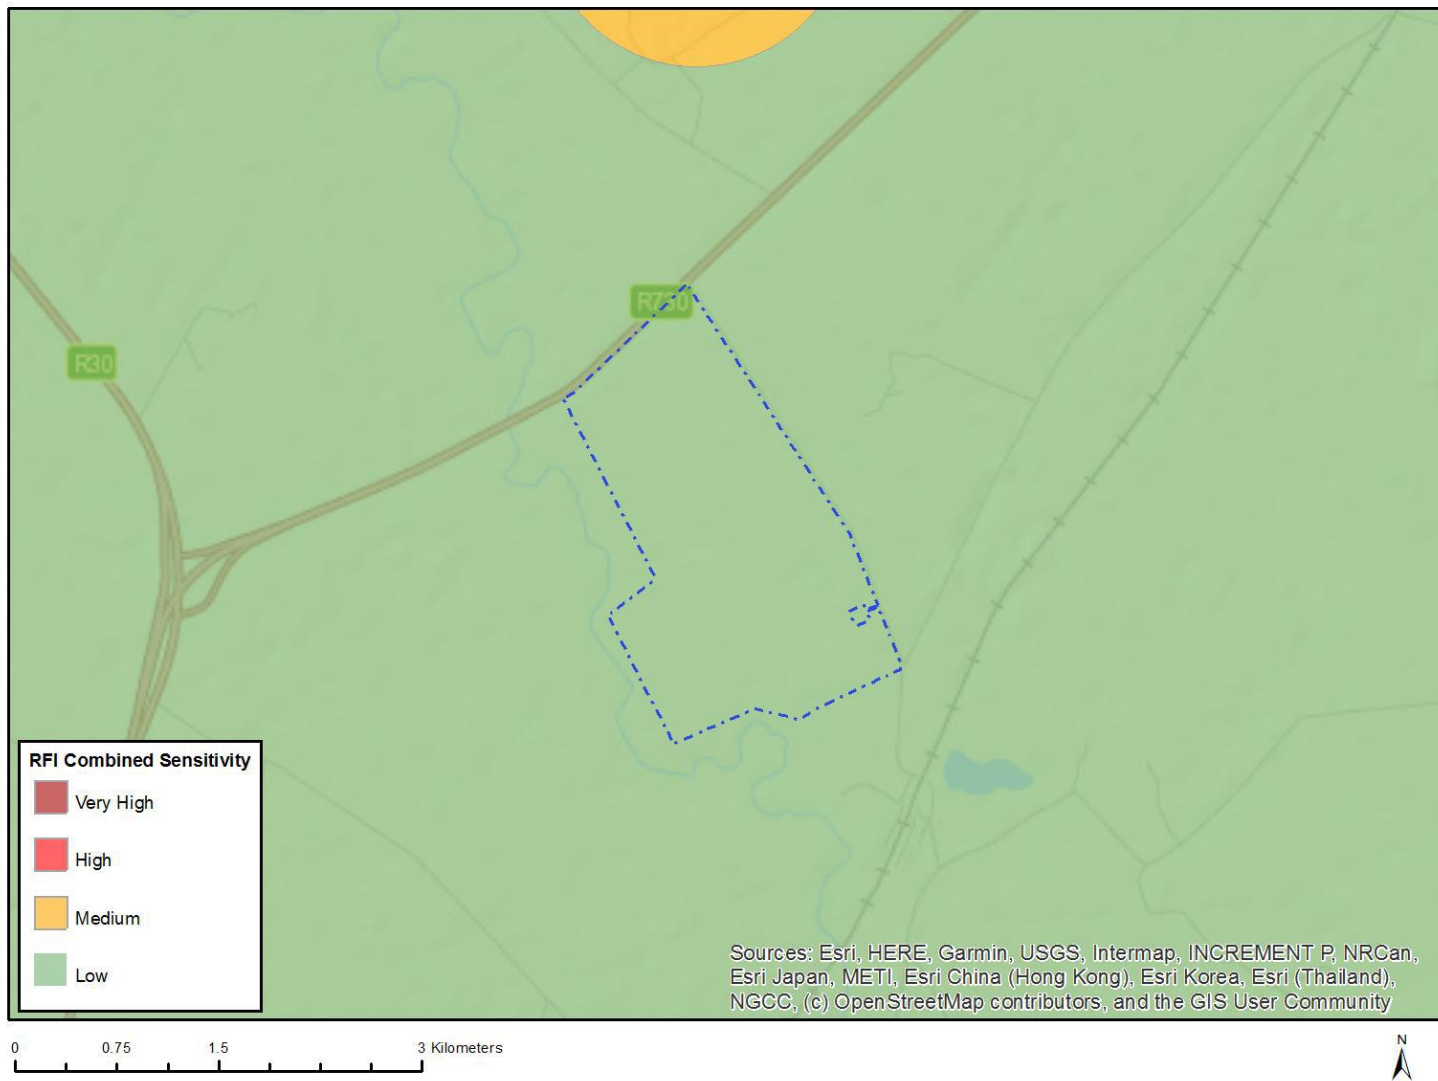 R730
R30
RFI Combined Sensitivity
Very High
High
Medium
Low
Sources: Esri, HERE, Garmin, USGS, Intermap, INCREMENT P, NRCan,
Esri Japan, METI, Esri China (Hong Kong), Esri Korea, Esri (Thailand),
NGCC, (c) OpenStreetMap contributors, and the GIS User Community
0 0.75 1.5 3 Kilometers
N